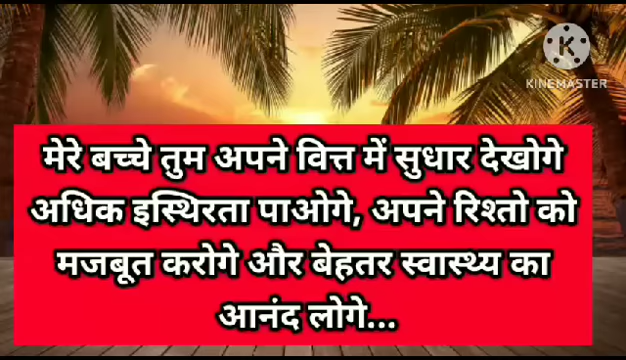 KINEMASTER
मेरे बच्चे तुम अपने वित्त में सुधार देखोगे
अधिक इस्थिरता पाओगे, अपने रिश्तो को
मजबूत करोगे और बेहतर स्वास्थ्य का
आनंद लोगे...